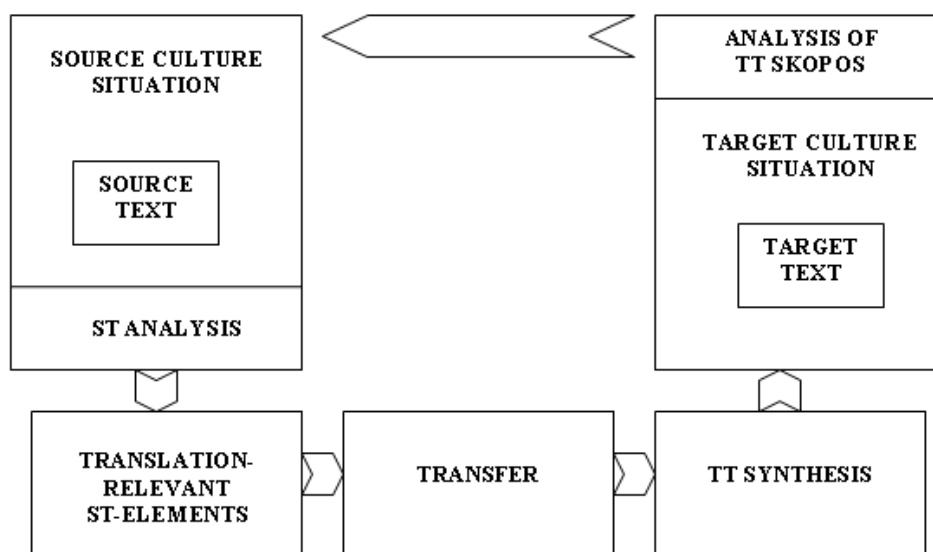 SOURCE CULTURE
SITUATION
SOURCE
TEXT
ST ANALYSIS
ANALYSIS OF
TT SKOPOS
TARGET CULTURE
SITUATION
TARGET
TEXT
TRANSLATION-
RELEVANT
ST-ELEMENTS
TRANSFER
TT SYNTHESIS